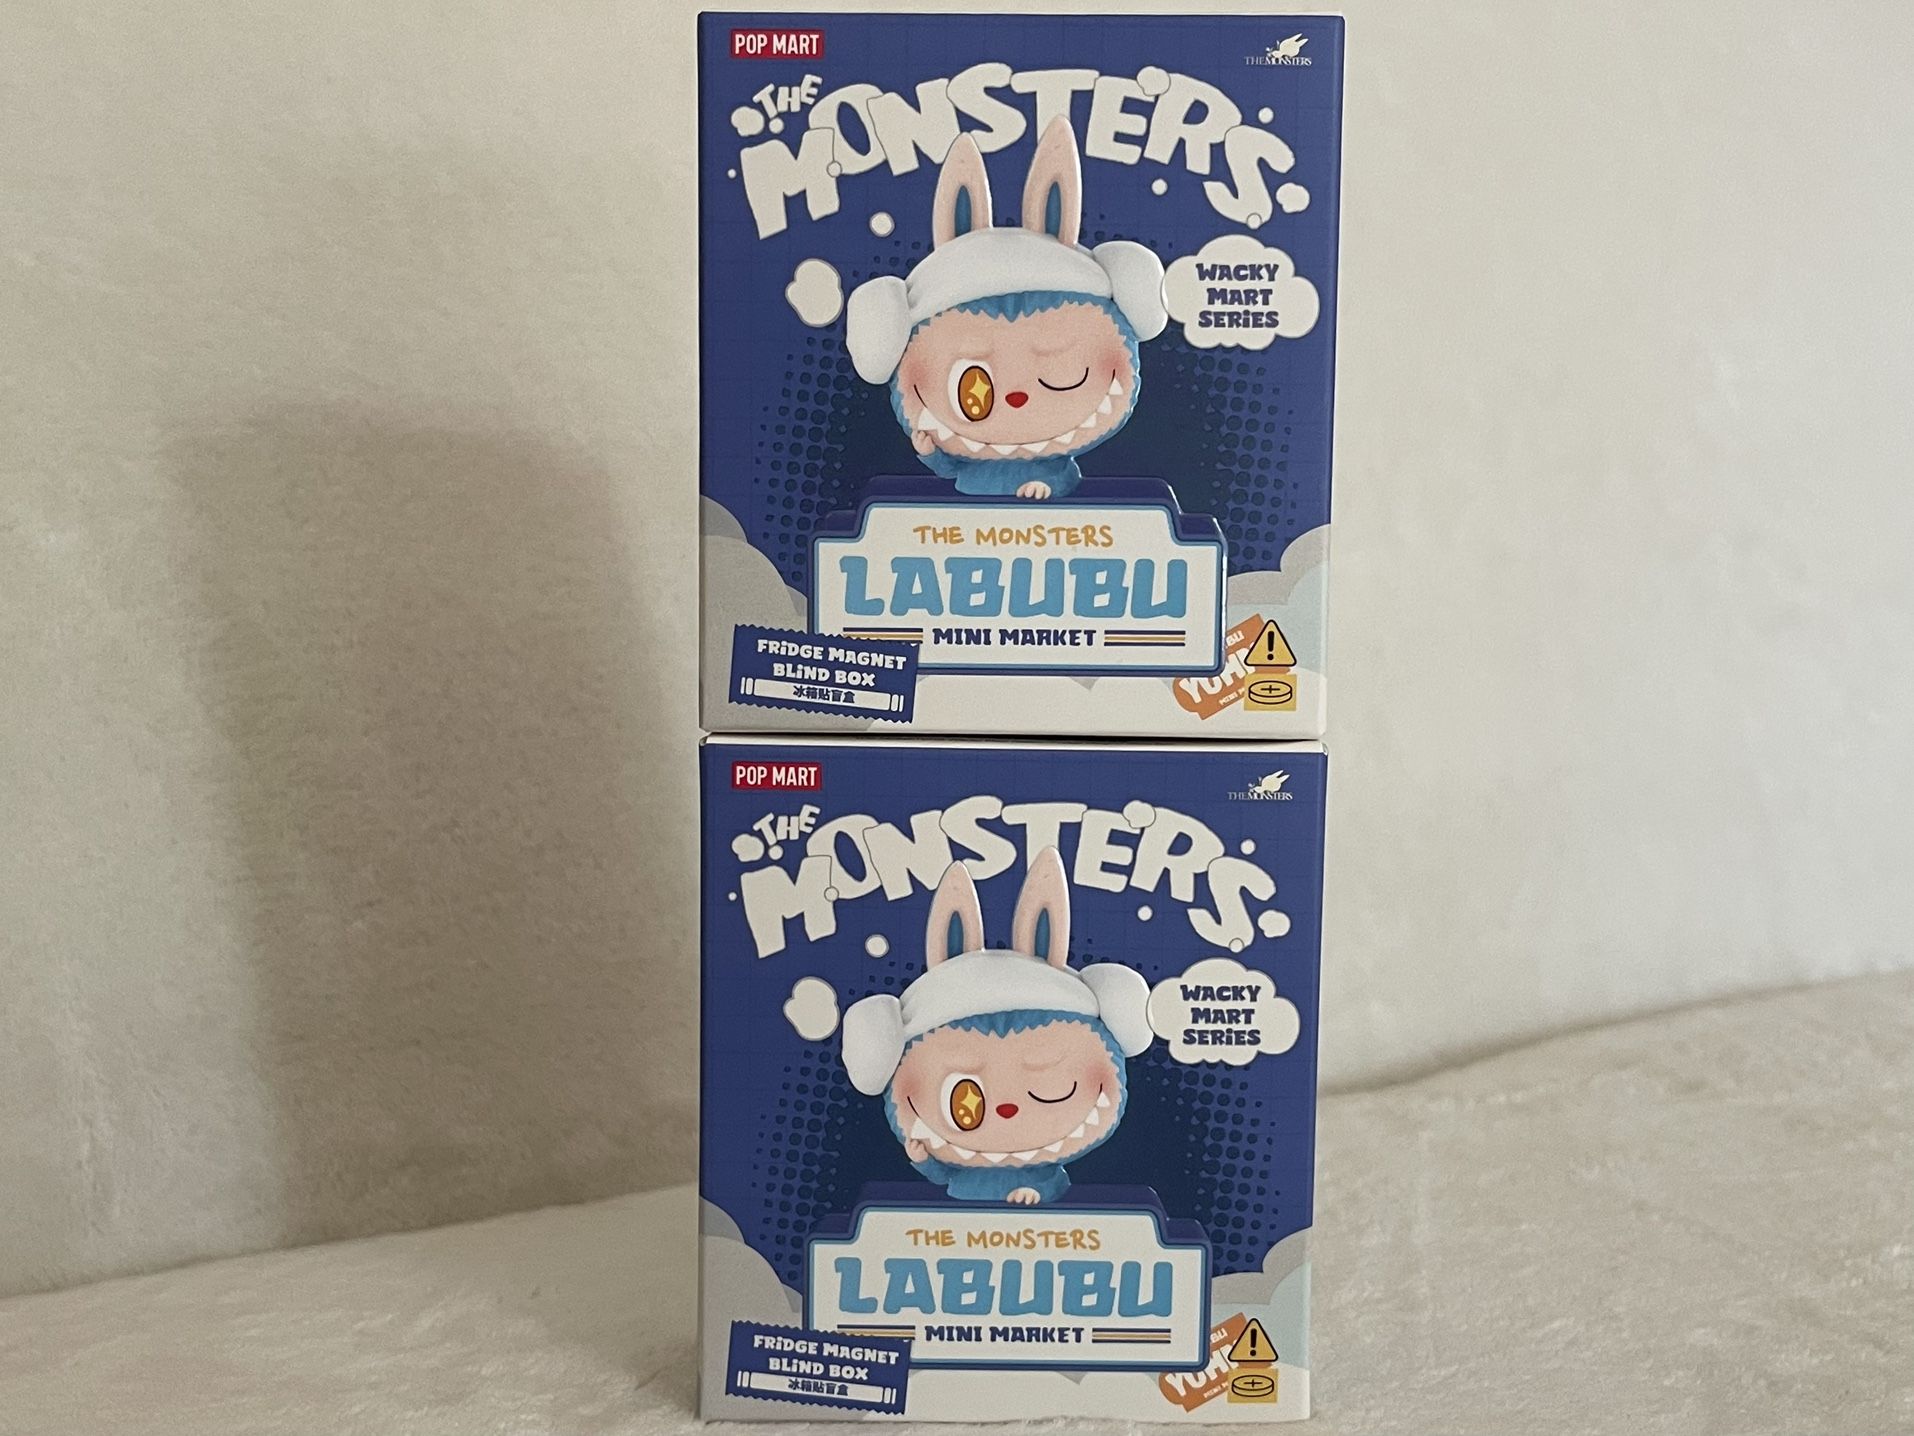 POP MART
THE MONSTERS
THE
MONSTERS
WACKY
MART
SERiES
THE MONSTERS
LABUBU
MINI MARKET
FRiDGE MAGNET
BLiND BOX
冰箱贴盲盒
POP MART
THE MONSTERS
THE
MONSTERS
WACKY
MART
SERiES
THE MONSTERS
LABUBU
MINI MARKET
FRiDGE MAGNET
BLiND BOX
冰箱贴盲盒